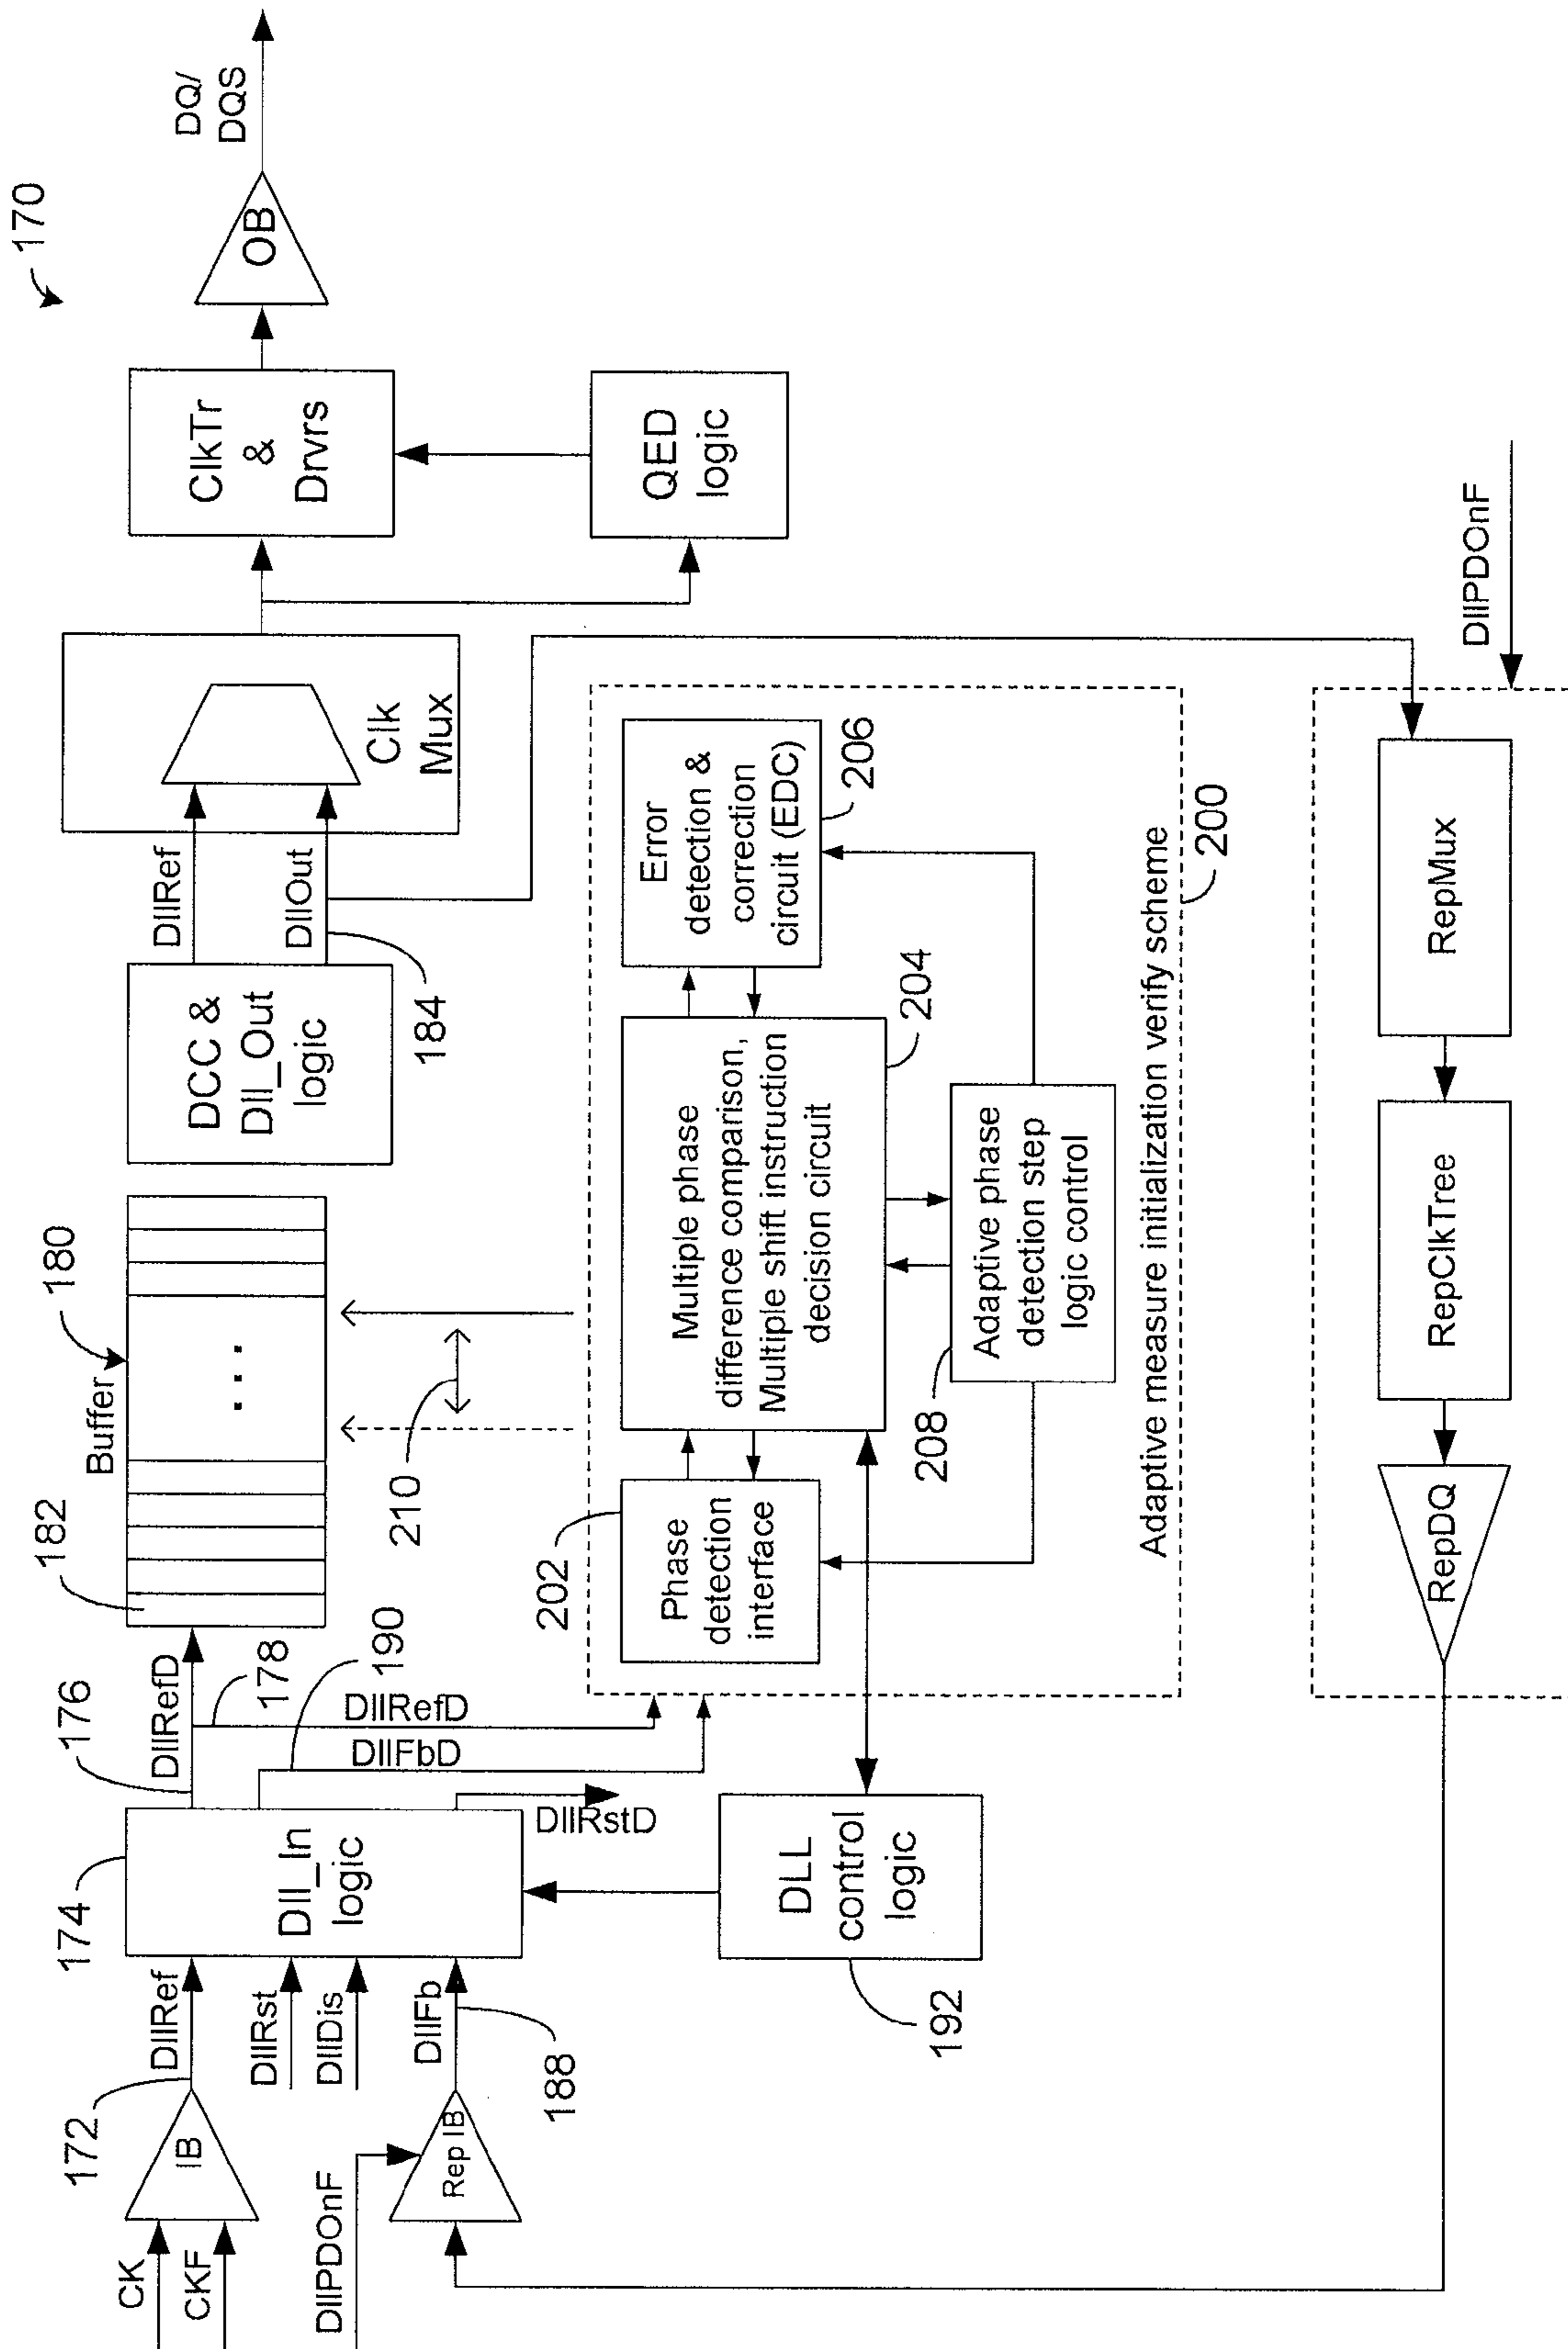 170
CK
CKF
IB
172
DllRef
DllRst
DllDis
DllPDOnF
Rep IB
DllFb
188
174
Dll_In
logic
176
DllRefD
178
DllRefD
190
DllFbD
DllRstD
DLL
control
logic
192
182
Buffer
180
210
DCC &
Dll_Out
logic
DllRef
DllOut
184
Clk
Mux
ClkTr
&
Drvrs
QED
logic
OB
DQ/
DQS
202
Phase
detection
interface
Multiple phase
difference comparison,
Multiple shift instruction
decision circuit
204
Error
detection &
correction
circuit (EDC)
206
208
Adaptive phase
detection step
logic control
Adaptive measure initialization verify scheme
200
RepDQ
RepClkTree
RepMux
DllPDOnF